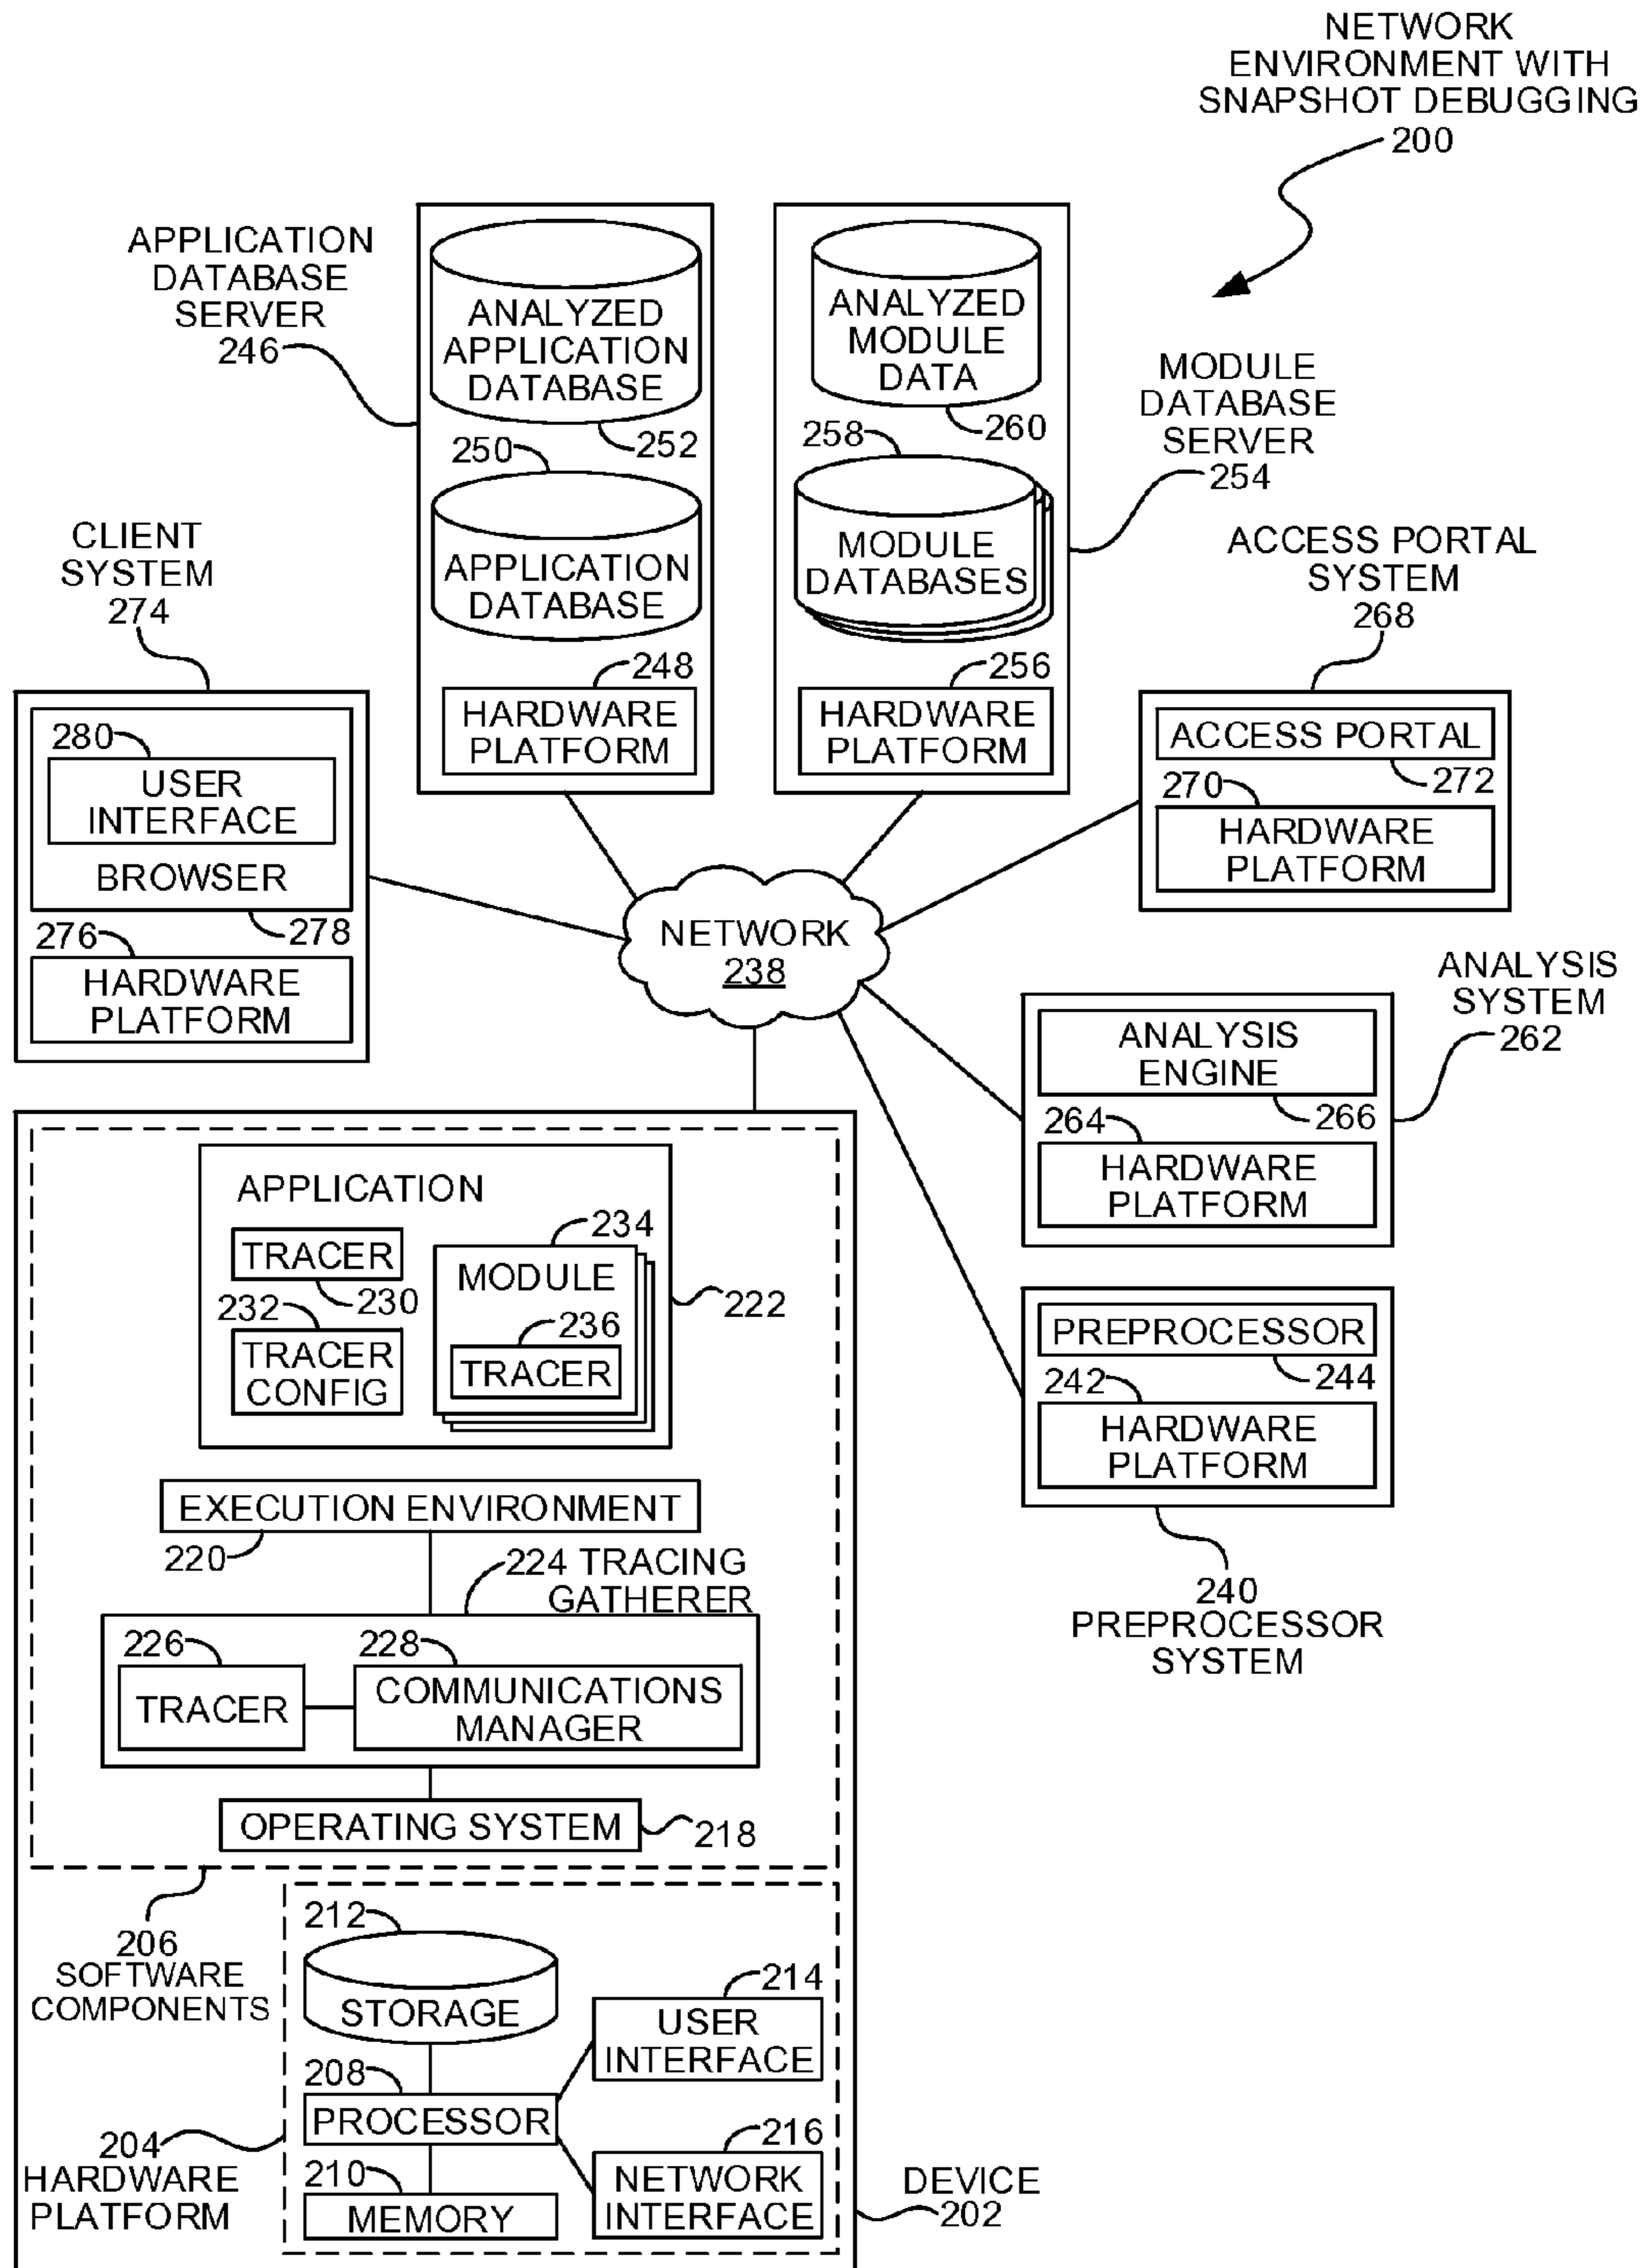 NETWORK
ENVIRONMENT WITH
SNAPSHOT DEBUGGING
200
APPLICATION
DATABASE
SERVER
246
ANALYZED
APPLICATION
DATABASE
252
250
APPLICATION
DATABASE
248
HARDWARE
PLATFORM
ANALYZED
MODULE
DATA
260
258
MODULE
DATABASES
256
HARDWARE
PLATFORM
MODULE
DATABASE
SERVER
254
CLIENT
SYSTEM
274
280
USER
INTERFACE
BROWSER
278
276
HARDWARE
PLATFORM
ACCESS PORTAL
SYSTEM
268
ACCESS PORTAL
272
270
HARDWARE
PLATFORM
NETWORK
238
ANALYSIS
SYSTEM
262
ANALYSIS
ENGINE
266
264
HARDWARE
PLATFORM
PREPROCESSOR
244
242
HARDWARE
PLATFORM
240
PREPROCESSOR
SYSTEM
APPLICATION
TRACER
230
232
TRACER
CONFIG
234
MODULE
236
TRACER
222
EXECUTION ENVIRONMENT
220
224 TRACING
GATHERER
226
TRACER
228
COMMUNICATIONS
MANAGER
OPERATING SYSTEM
218
206
SOFTWARE
COMPONENTS
212
STORAGE
214
USER
INTERFACE
208
PROCESSOR
216
NETWORK
INTERFACE
210
MEMORY
204
HARDWARE
PLATFORM
DEVICE
202